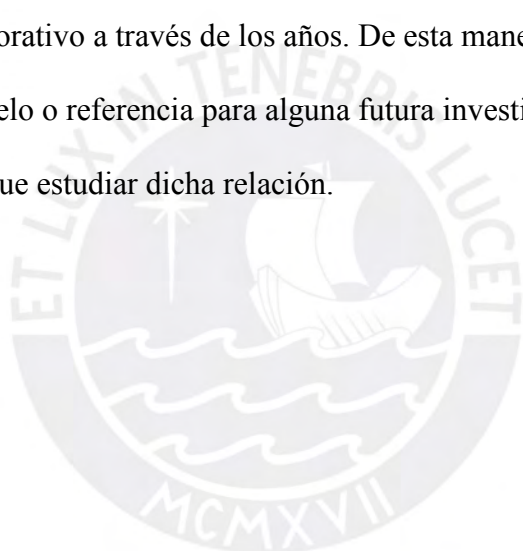 orativo a través de los años. De esta mane
elo o referencia para alguna futura investi
ue estudiar dicha relación.
ET LUX IN TENEBRIS LUCET
MCMXVII